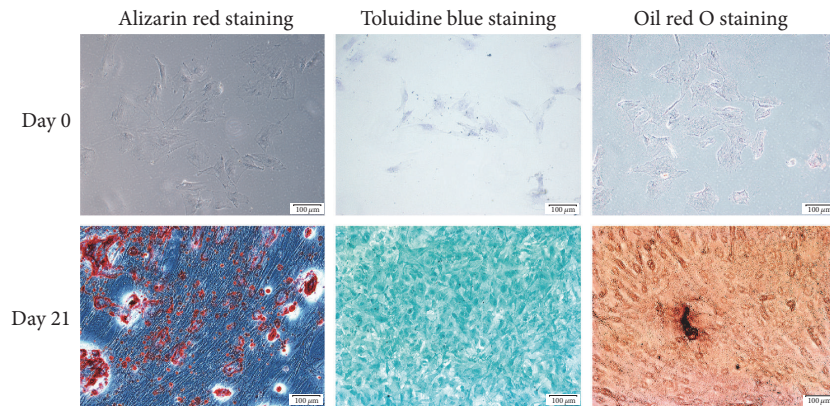 Alizarin red staining
Toluidine blue staining
Oil red O staining
Day 0
100 μm
100 μm
100 μm
Day 21
100 μm
100 μm
100 μm